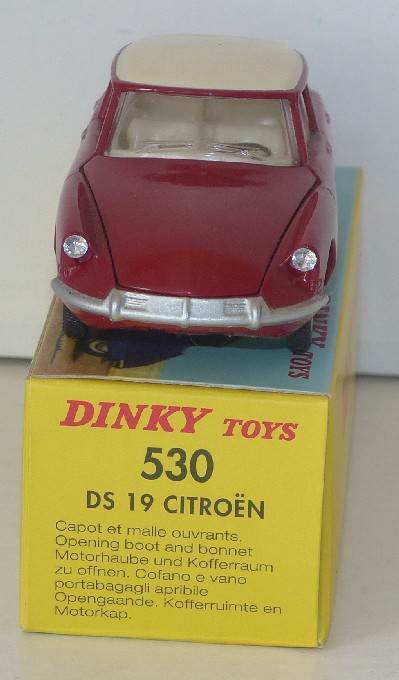 DINKY TOYS
530
DS 19 CITROËN
Capot et malle ouvrants.
Opening boot and bonnet
Motorhaube und Kofferraum
zu offnen. Cofano e vano
portabagagli apribile
Opengaande. Kofferruimte en
Motorkap.
TOYS